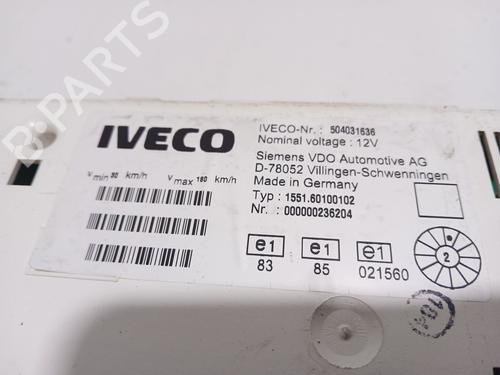 B-PARTS
IVECO
IVECO-Nr. : 504031636
Nominal voltage : 12V
Siemens VDO Automotive AG
D-78052 Villingen-Schwenningen
Made in Germany
v min 30 km/h v max 180 km/h
Typ : 1551.60100102
Nr. : 000000236204
e1 e1 e1
83 85 021560
2